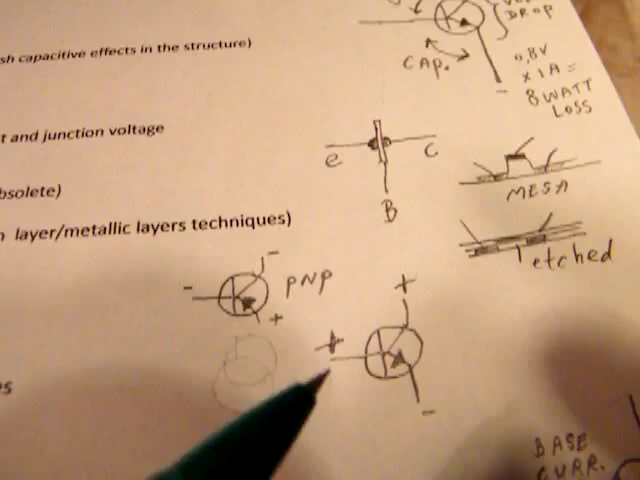 DROP
sh capacitive effects in the structure)
CAP.
0,8V
x 1A =
8 WATT
LOSS
t and junction voltage
e
c
B
MESA
bsolete)
layer/metallic layers techniques)
etched
-
-
PNP
+
+
+
-
BASE
CURR.